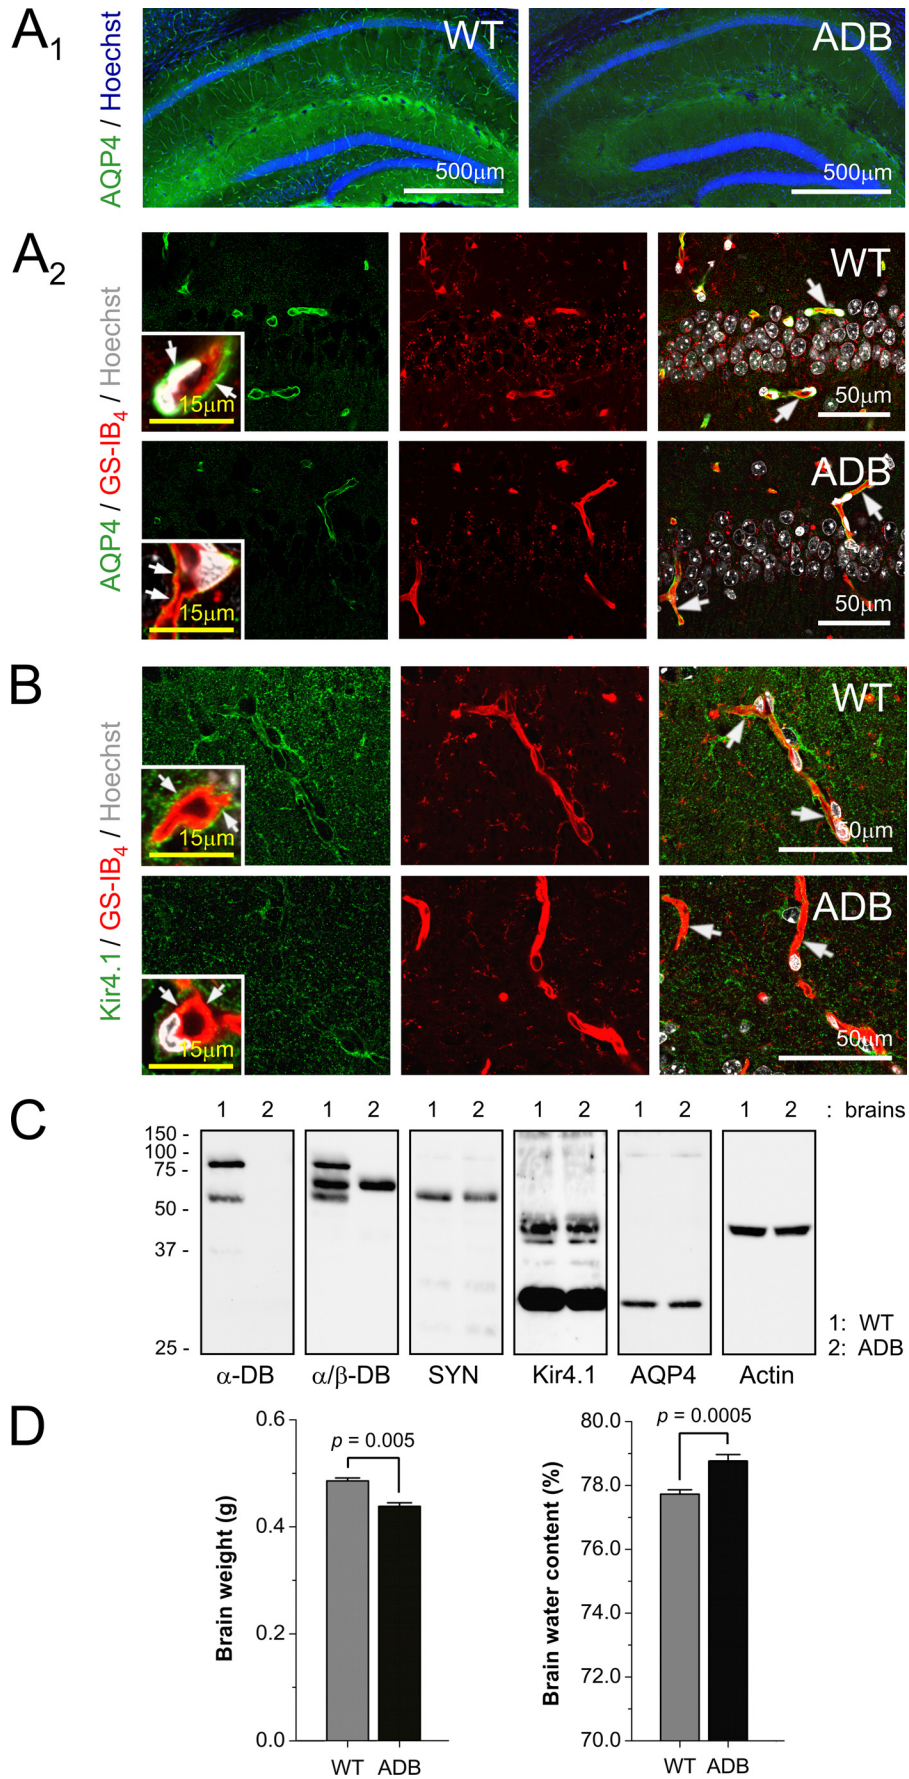 A1
AQP4 / Hoechst
WT
500μm
ADB
500μm
A2
AQP4 / GS-IB4 / Hoechst
15μm
WT
50μm
15μm
ADB
50μm
B
Kir4.1/ GS-IB4 / Hoechst
15μm
WT
50μm
15μm
ADB
50μm
C
1 2 1 2 1 2 1 2 1 2 1 2 : brains
150 -
100 -
75 -
50 -
37 -
25 -
1: WT
2: ADB
α-DB α/β-DB SYN Kir4.1 AQP4 Actin
D
Brain weight (g)
0.6
0.4
0.2
0.0
p = 0.005
WT ADB
Brain water content (%)
80.0
78.0
76.0
74.0
72.0
70.0
p = 0.0005
WT ADB